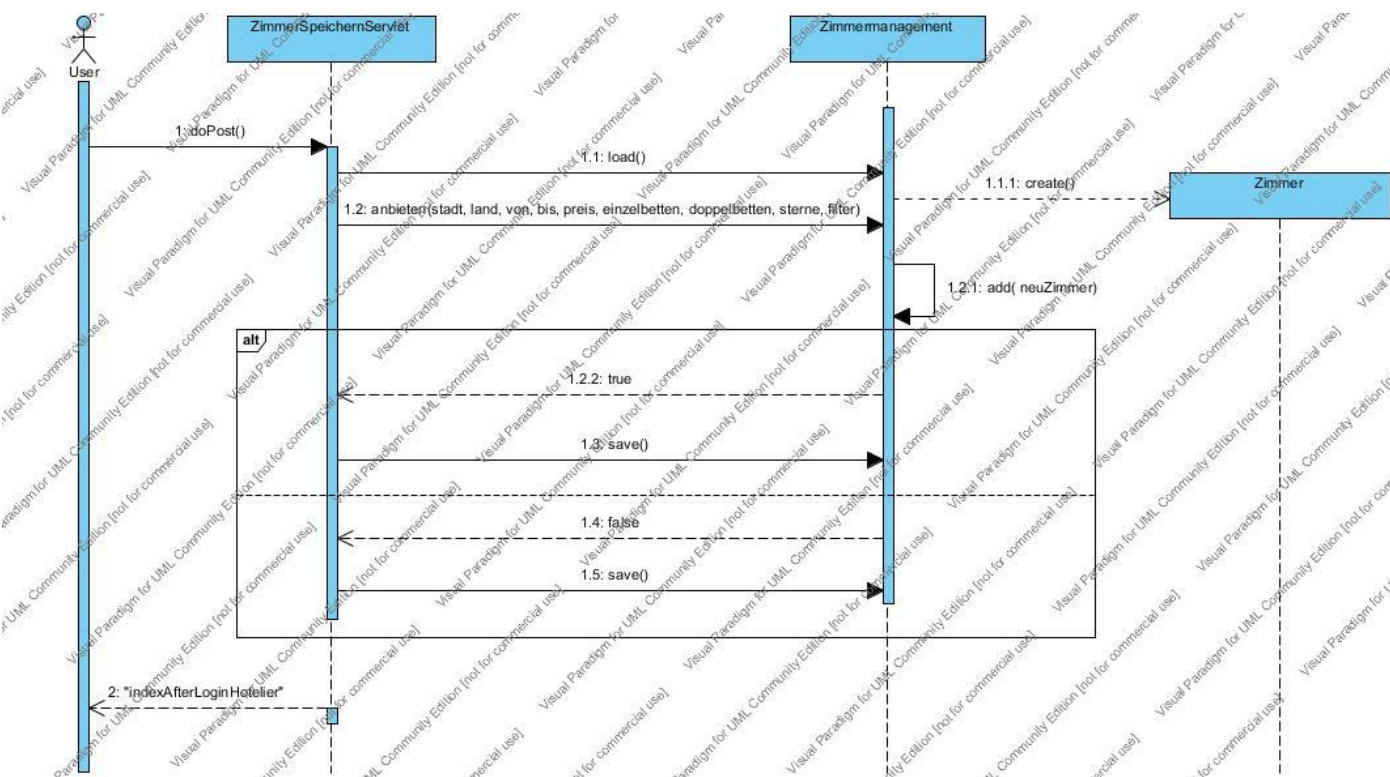 ZimmerSpeichernServlet
Zimmermanagement
User
1: doPost()
1.1: load()
1.1.1: create()
Zimmer
1.2: anbieten(stadt, land, von, bis, preis, einzelbetten, doppelbetten, sterne, filter)
1.2.1: add( neuZimmer)
alt
1.2.2: true
1.3: save()
1.4: false
1.5: save()
2: "indexAfterLoginHotelier"
Visual Paradigm for UML Community Edition [not for commercial use]